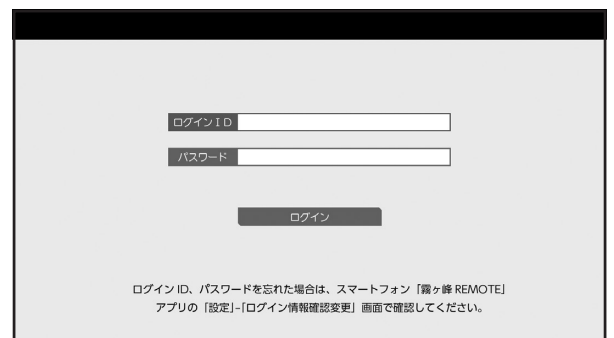 ログインID
パスワード
ログイン
ログインID、パスワードを忘れた場合は、スマートフォン「霧ヶ峰 REMOTE」
アプリの「設定」-「ログイン情報確認変更」画面で確認してください。